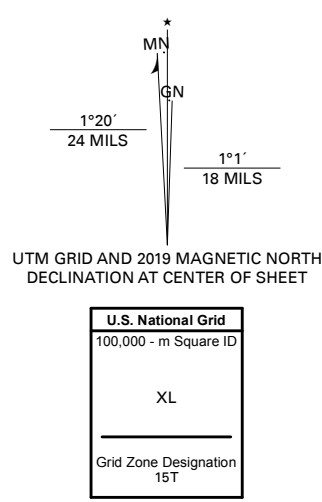 ★
MN
GN
1°20´
24 MILS
1°1´
18 MILS
UTM GRID AND 2019 MAGNETIC NORTH
DECLINATION AT CENTER OF SHEET
U.S. National Grid
100,000 - m Square ID
XL
Grid Zone Designation
15T